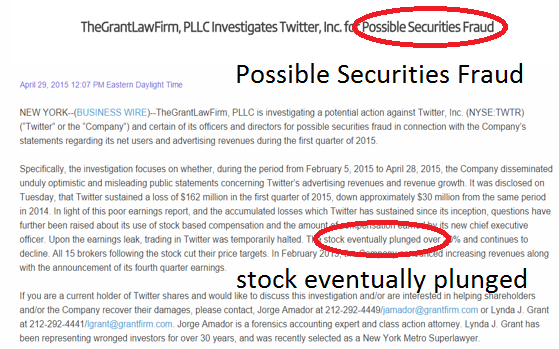 TheGrantLawFirm, PLLC Investigates Twitter, Inc. for Possible Securities Fraud
Possible Securities Fraud
April 29, 2015 12:07 PM Eastern Daylight Time
NEW YORK--(BUSINESS WIRE)--TheGrantLawFirm, PLLC is investigating a potential action against Twitter, Inc. (NYSE:TWTR)
("Twitter" or the "Company") and certain of its officers and directors for possible securities fraud in connection with the Company's
statements regarding its net users and advertising revenues during the first quarter of 2015.
Specifically, the investigation focuses on whether, during the period from February 5, 2015 to April 28, 2015, the Company disseminated
unduly optimistic and misleading public statements concerning Twitter's advertising revenues and revenue growth. It was disclosed on
Tuesday, that Twitter sustained a loss of $162 million in the first quarter of 2015, down approximately $30 million from the same period
in 2014. In light of this poor earnings report, and the accumulated losses which Twitter has sustained since its inception, questions have
further been raised about its use of stock based compensation and the amount of compensation earned by its new chief executive
officer. Upon the earnings leak, trading in Twitter was temporarily halted. The stock eventually plunged over and continues to
decline. All 15 brokers following the stock cut their price targets. In February 2015, the Company announced increasing revenues along
with the announcement of its fourth quarter earnings.
stock eventually plunged
If you are a current holder of Twitter shares and would like to discuss this investigation and/or are interested in helping shareholders
and/or the Company recover their damages, please contact, Jorge Amador at 212-292-4449/jamador@grantfirm.com or Lynda J. Grant
at 212-292-4441/lgrant@grantfirm.com. Jorge Amador is a forensics accounting expert and class action attorney. Lynda J. Grant has
been representing wronged investors for over 30 years, and was recently selected as a New York Metro Superlawyer.